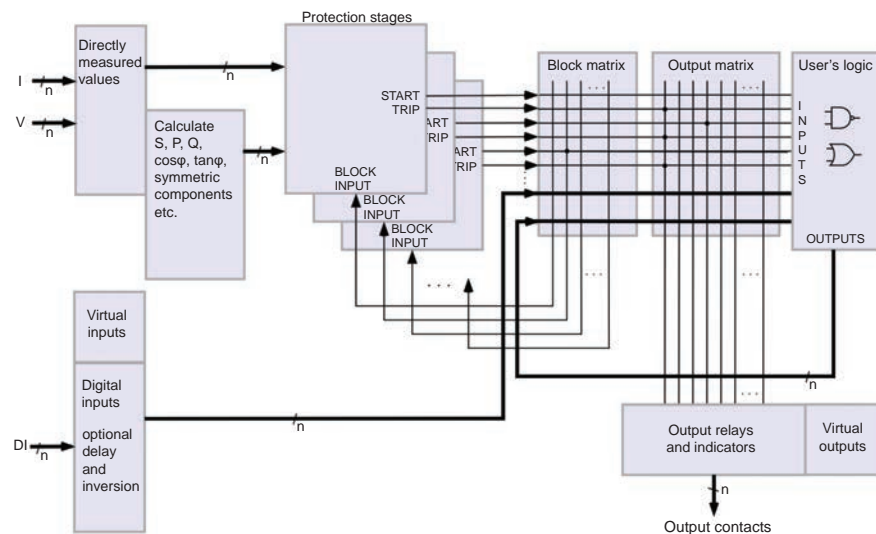 Protection stages
Directly
measured
values
I
n
V
n
n
Calculate
S, P, Q,
cosφ, tanφ,
symmetric
components
etc.
n
START
TRIP
ART
TRIP
ART
TRIP
BLOCK
INPUT
BLOCK
INPUT
BLOCK
INPUT
Block matrix
Output matrix
User's logic
I
N
P
U
T
S
OUTPUTS
n
Virtual
inputs
Digital
inputs
optional
delay
and
inversion
DI
n
n
Output relays
and indicators
Virtual
outputs
n
Output contacts